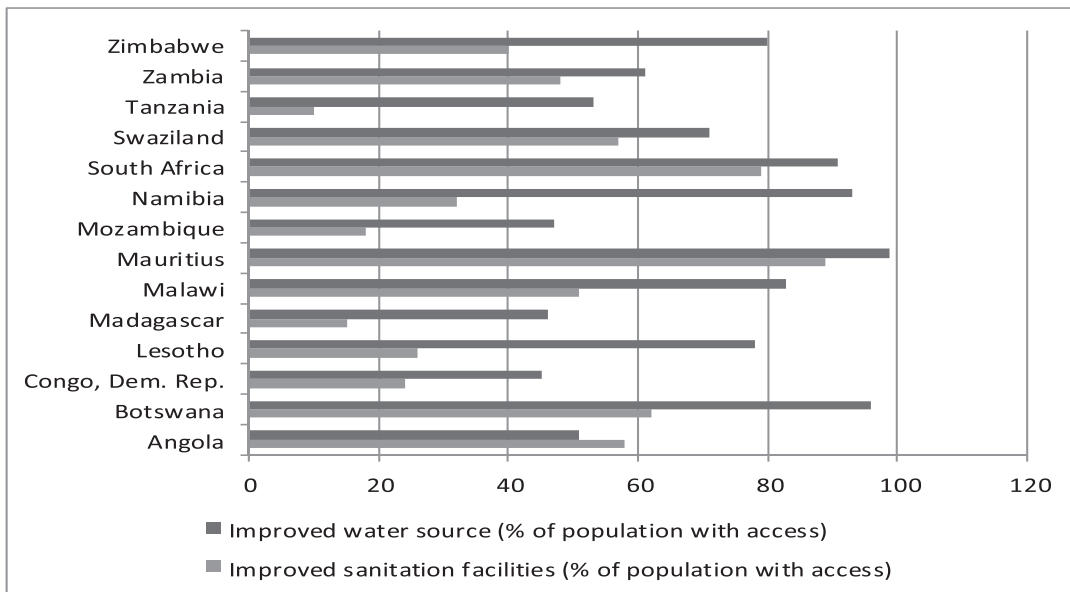 Zimbabwe
Zambia
Tanzania
Swaziland
South Africa
Namibia
Mozambique
Mauritius
Malawi
Madagascar
Lesotho
Congo, Dem. Rep.
Botswana
Angola
0 20 40 60 80 100 120
Improved water source (% of population with access)
Improved sanitation facilities (% of population with access)